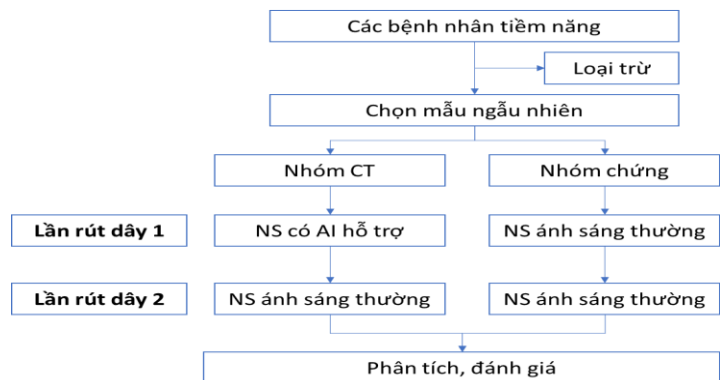 Các bệnh nhân tiềm năng
Loại trừ
Chọn mẫu ngẫu nhiên
Nhóm CT
Nhóm chứng
Lần rút dây 1
NS có AI hỗ trợ
NS ánh sáng thường
Lần rút dây 2
NS ánh sáng thường
NS ánh sáng thường
Phân tích, đánh giá